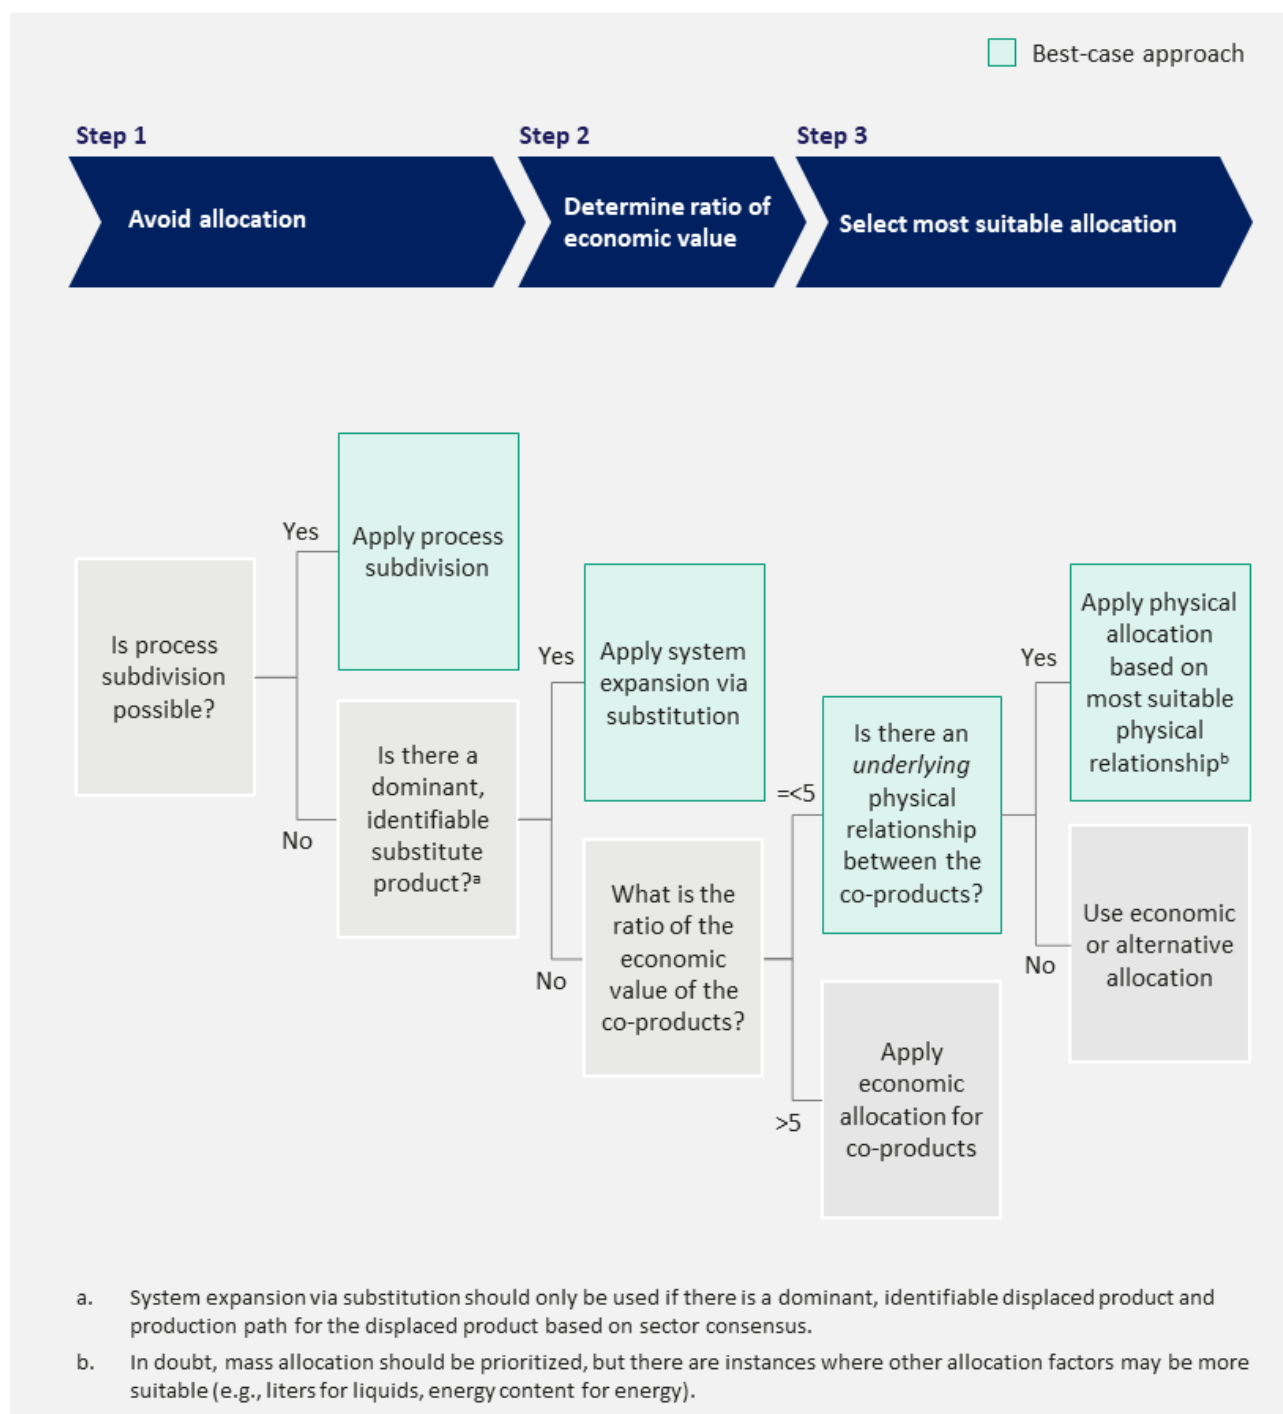 Best-case approach
Step 1
Step 2
Step 3
Avoid allocation
Determine ratio of
economic value
Select most suitable allocation
Is process
subdivision
possible?
Yes
No
Apply process
subdivision
Is there a
dominant,
identifiable
substitute
product?ᵃ
Yes
No
Apply system
expansion via
substitution
What is the
ratio of the
economic
value of the
co-products?
=<5
>5
Is there an
underlying
physical
relationship
between the
co-products?
Apply
economic
allocation for
co-products
Yes
No
Apply physical
allocation
based on
most suitable
physical
relationshipᵇ
Use economic
or alternative
allocation
a. System expansion via substitution should only be used if there is a dominant, identifiable displaced product and
production path for the displaced product based on sector consensus.
b. In doubt, mass allocation should be prioritized, but there are instances where other allocation factors may be more
suitable (e.g., liters for liquids, energy content for energy).